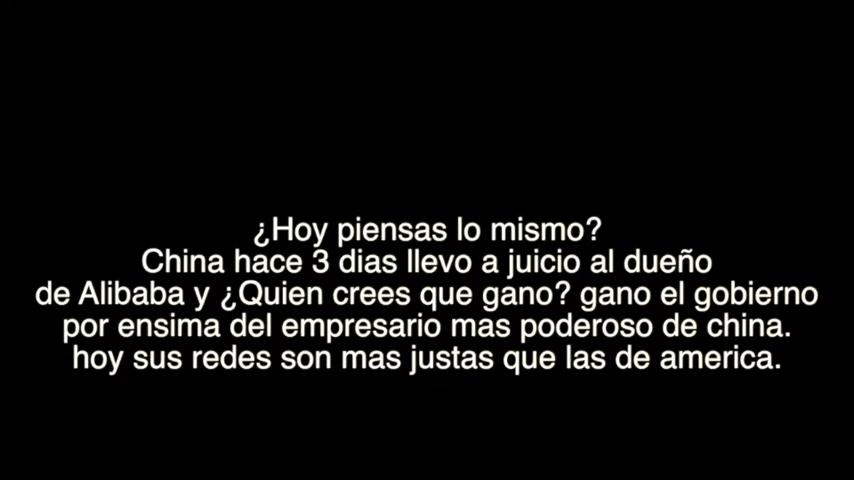 ¿Hoy piensas lo mismo?
China hace 3 dias llevo a juicio al dueño
de Alibaba y ¿Quien crees que gano? gano el gobierno
por ensima del empresario mas poderoso de china.
hoy sus redes son mas justas que las de america.